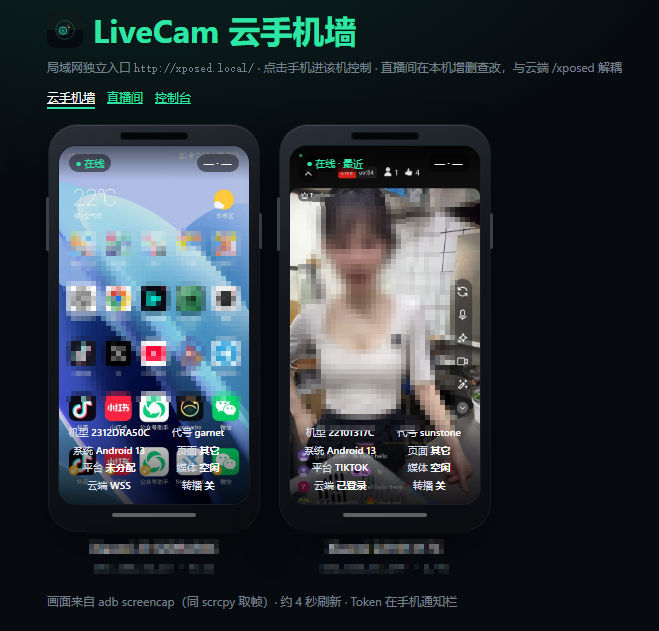 LiveCam 云手机墙
局域网独立入口 http://xposed.local/ · 点击手机进该机控制 · 直播间在本机增删查改，与云端 /xposed 解耦
云手机墙 直播间 控制台
在线 — · —
22℃
小红书
机型 2312DRA50C 代号 garnet
系统 Android 13 页面 其它
平台 未分配 媒体 空闲
云端 WSS 转播 关
在线 · 最近 — · —
1 4
机型 22101317C 代号 sunstone
系统 Android 13 页面 其它
平台 TIKTOK 媒体 空闲
云端 已登录 转播 关
画面来自 adb screencap（同 scrcpy 取帧）· 约 4 秒刷新 · Token 在手机通知栏